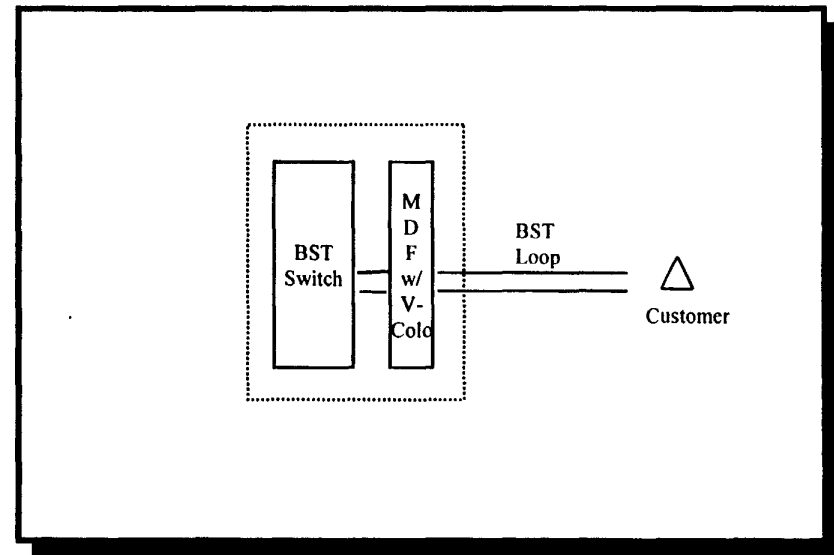 BST
Switch
M
D
F
w/
V-
Colo
BST
Loop
Customer